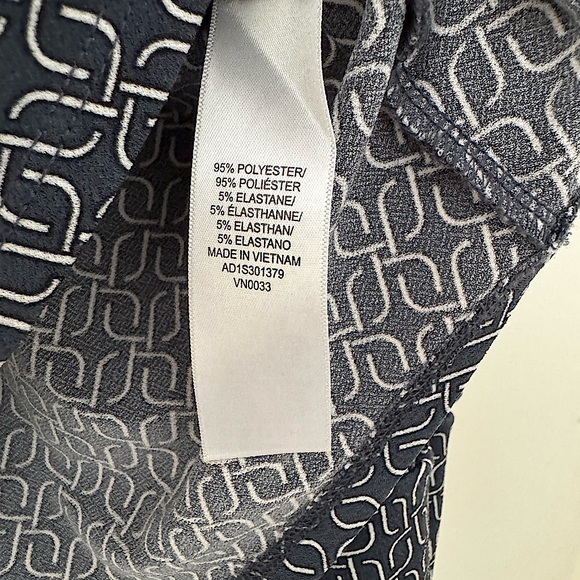 95% POLYESTER/
95% POLIÉSTER
5% ELASTANE/
5% ÉLASTHANNE/
5% ELASTHAN/
5% ELASTANO
MADE IN VIETNAM
AD1S301379
VN0033